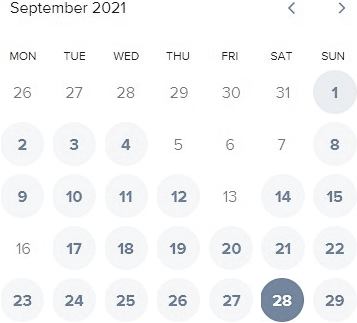 September 2021 < >
MON TUE WED THU FRI SAT SUN
26 27 28 29 30 31 1
2 3 4 5 6 7 8
9 10 11 12 13 14 15
16 17 18 19 20 21 22
23 24 25 26 27 28 29